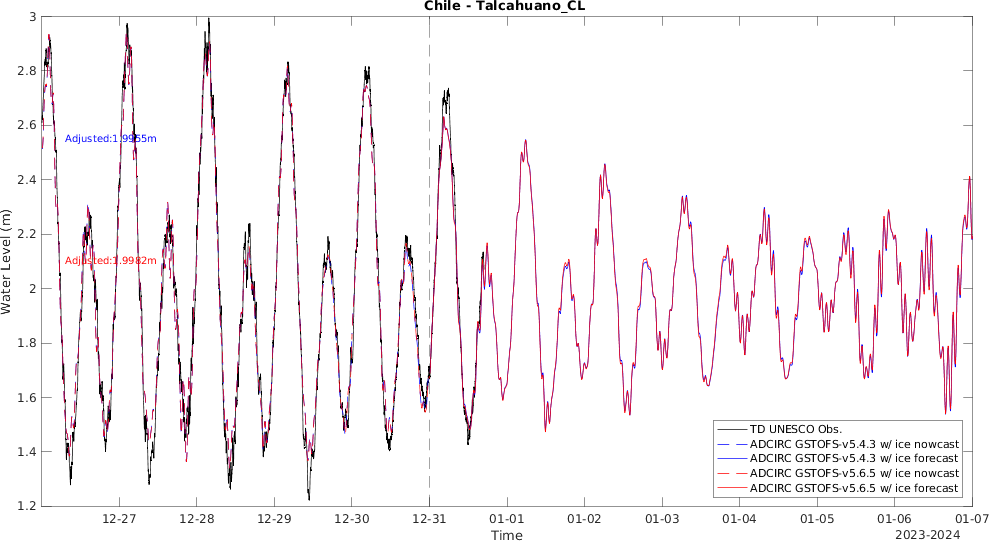 Chile - Talcahuano_CL
Water Level (m)
3
2.8
2.6
2.4
2.2
2
1.8
1.6
1.4
1.2
Adjusted:1.9955m
Adjusted:1.9982m
TD UNESCO Obs.
ADCIRC GSTOFS-v5.4.3 w/ ice nowcast
ADCIRC GSTOFS-v5.4.3 w/ ice forecast
ADCIRC GSTOFS-v5.6.5 w/ ice nowcast
ADCIRC GSTOFS-v5.6.5 w/ ice forecast
12-27 12-28 12-29 12-30 12-31 01-01 01-02 01-03 01-04 01-05 01-06 01-07
Time
2023-2024